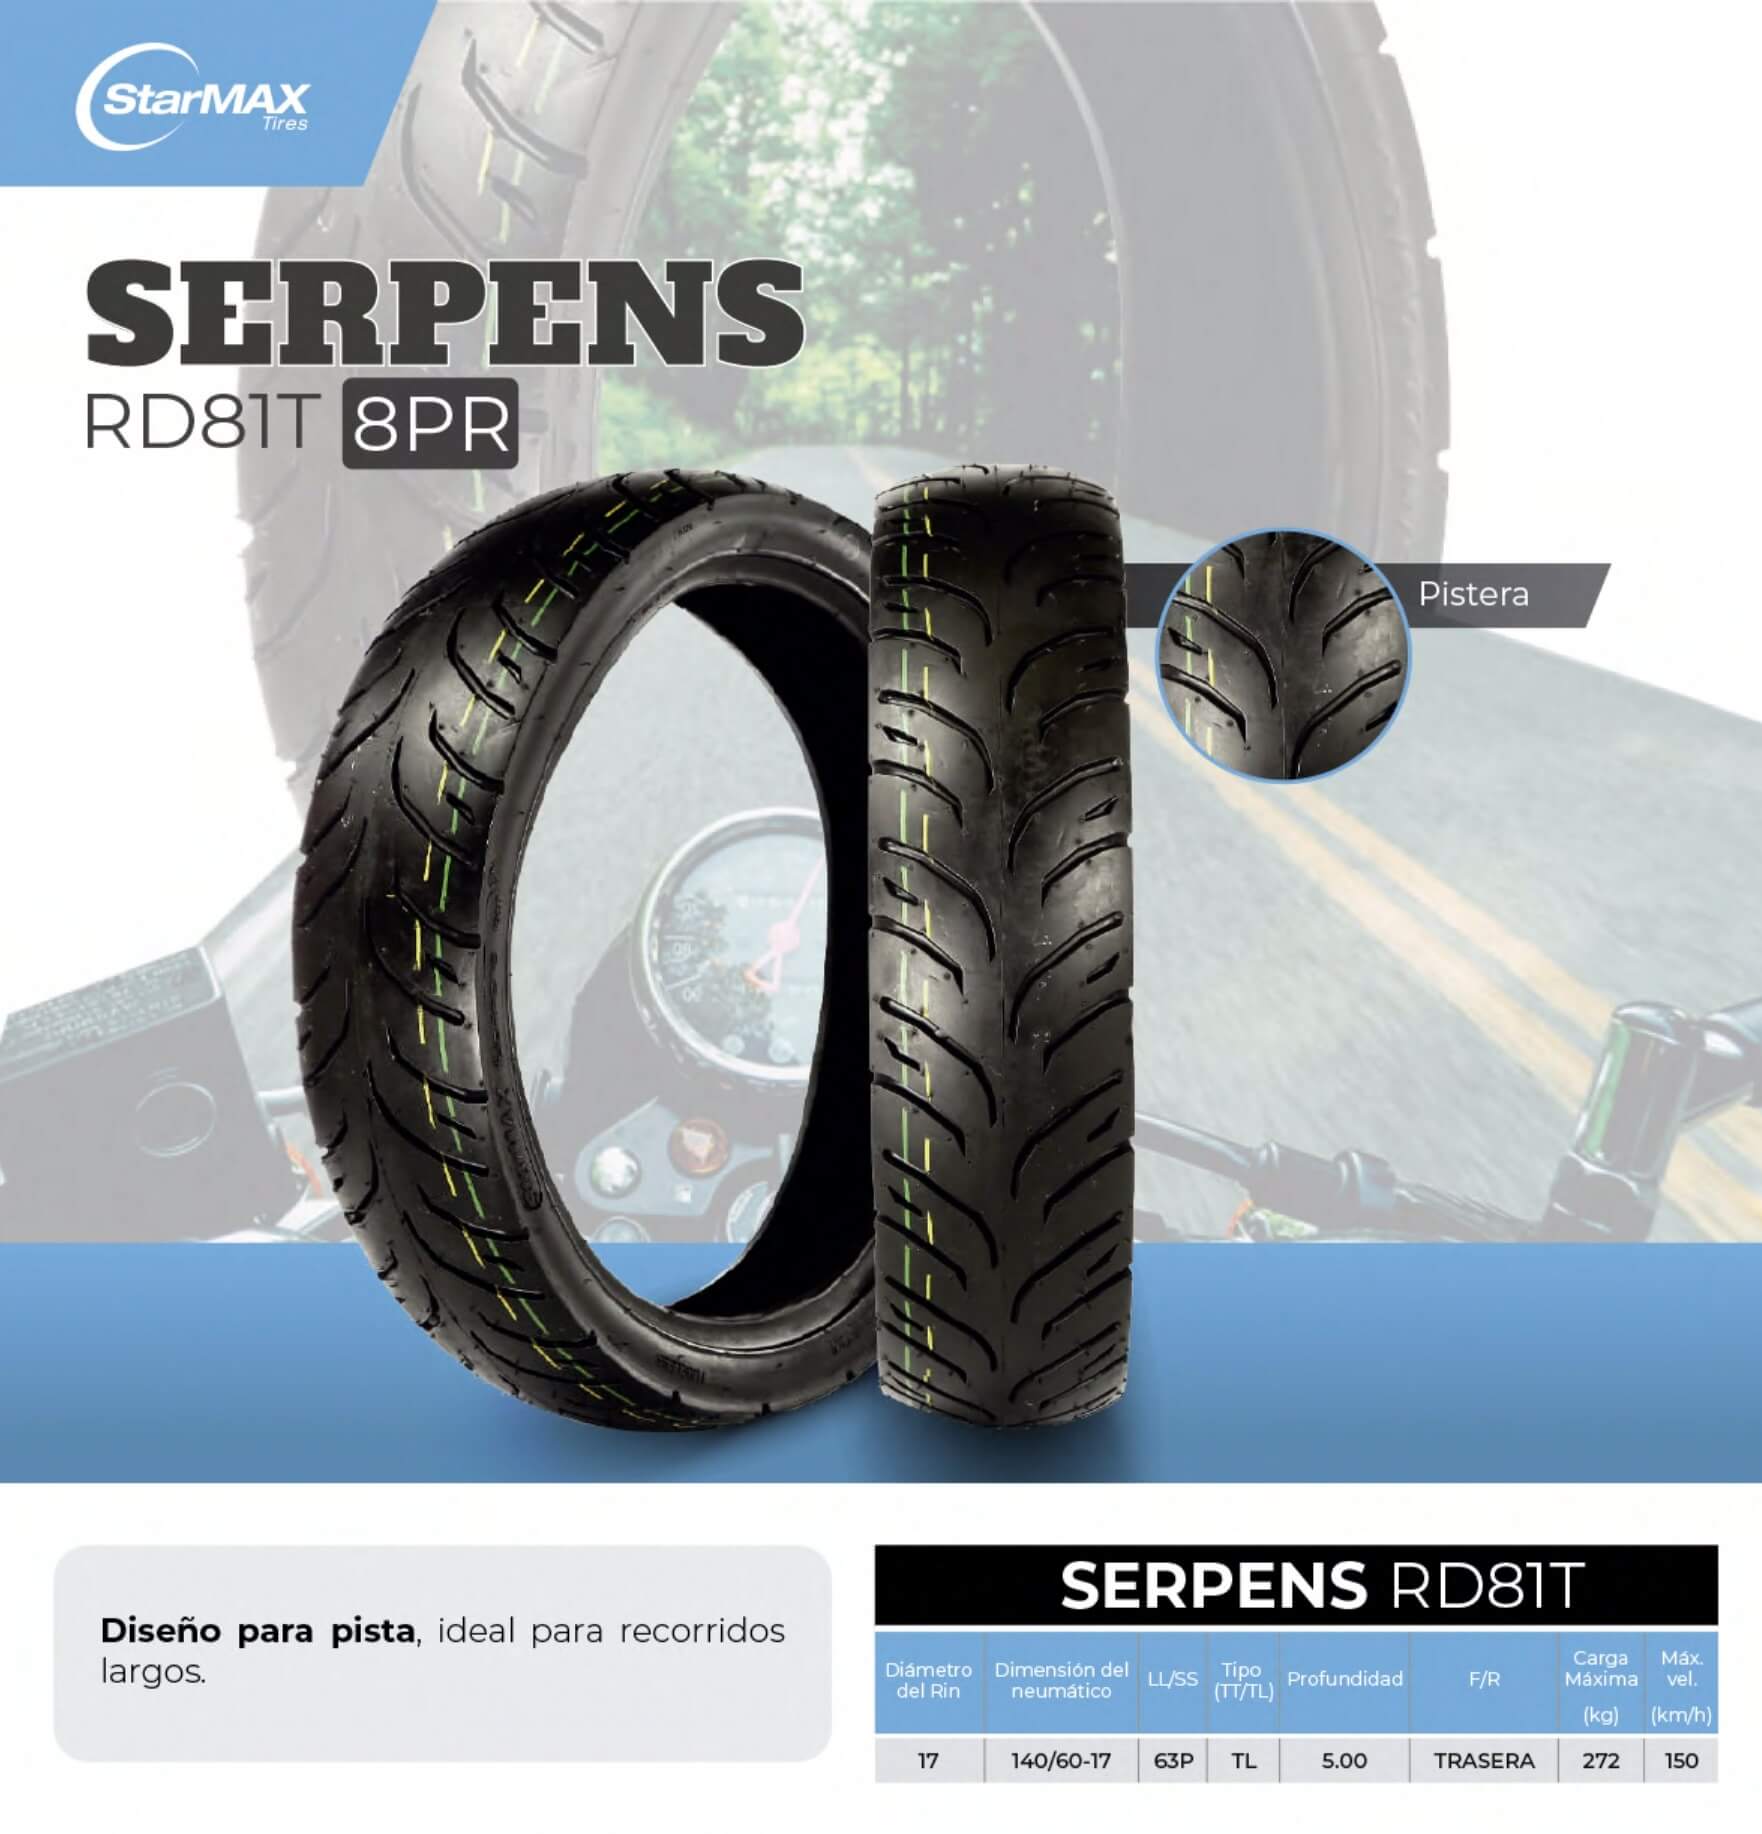 StarMAX
Tires
SERPENS
RD81T 8PR
Pistera
Diseño para pista, ideal para recorridos
largos.
SERPENS RD81T
Diámetro del Rin Dimensión del neumático LL/SS Tipo (TT/TL) Profundidad F/R Carga Máxima (kg) Máx. vel. (km/h)
17 140/60-17 63P TL 5.00 TRASERA 272 150